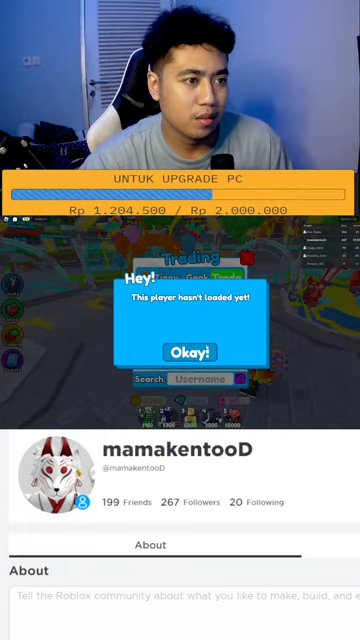 UNTUK UPGRADE PC
Rp 1.204.500 / Rp 2.000.000
Trading
Hey!
This player hasn't loaded yet!
Okay!
Search: Username
mamakentooD
@mamakentooD
199 Friends 267 Followers 20 Following
About
About
Tell the Roblox community about what you like to make, build, and e